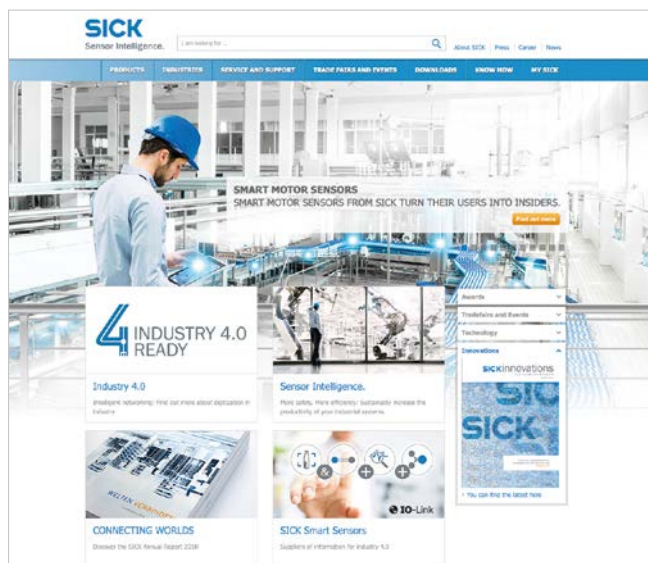 SICK
Sensor Intelligence.
I am looking for ...
About SICK | Press | Career | News
PRODUCTS INDUSTRIES SERVICE AND SUPPORT TRADE FAIRS AND EVENTS DOWNLOADS KNOW HOW MY SICK
SMART MOTOR SENSORS
SMART MOTOR SENSORS FROM SICK TURN THEIR USERS INTO INSIDERS.
Find out more
4 INDUSTRY 4.0
READY
Industry 4.0
Intelligent networking: Find out more about digitization in
industry
Sensor Intelligence.
More safety. More efficiency: Sustainably increase the
productivity of your industrial systems.
Awards
Tradefairs and Events
Technology
Innovations
SICKinnovations
SIC
SICK
SICK
› You can find the latest here
WELTEN VERBINDEN
CONNECTING WORLDS
Discover the SICK Annual Report 2016
& + +
IO-Link
SICK Smart Sensors
Suppliers of information for Industry 4.0